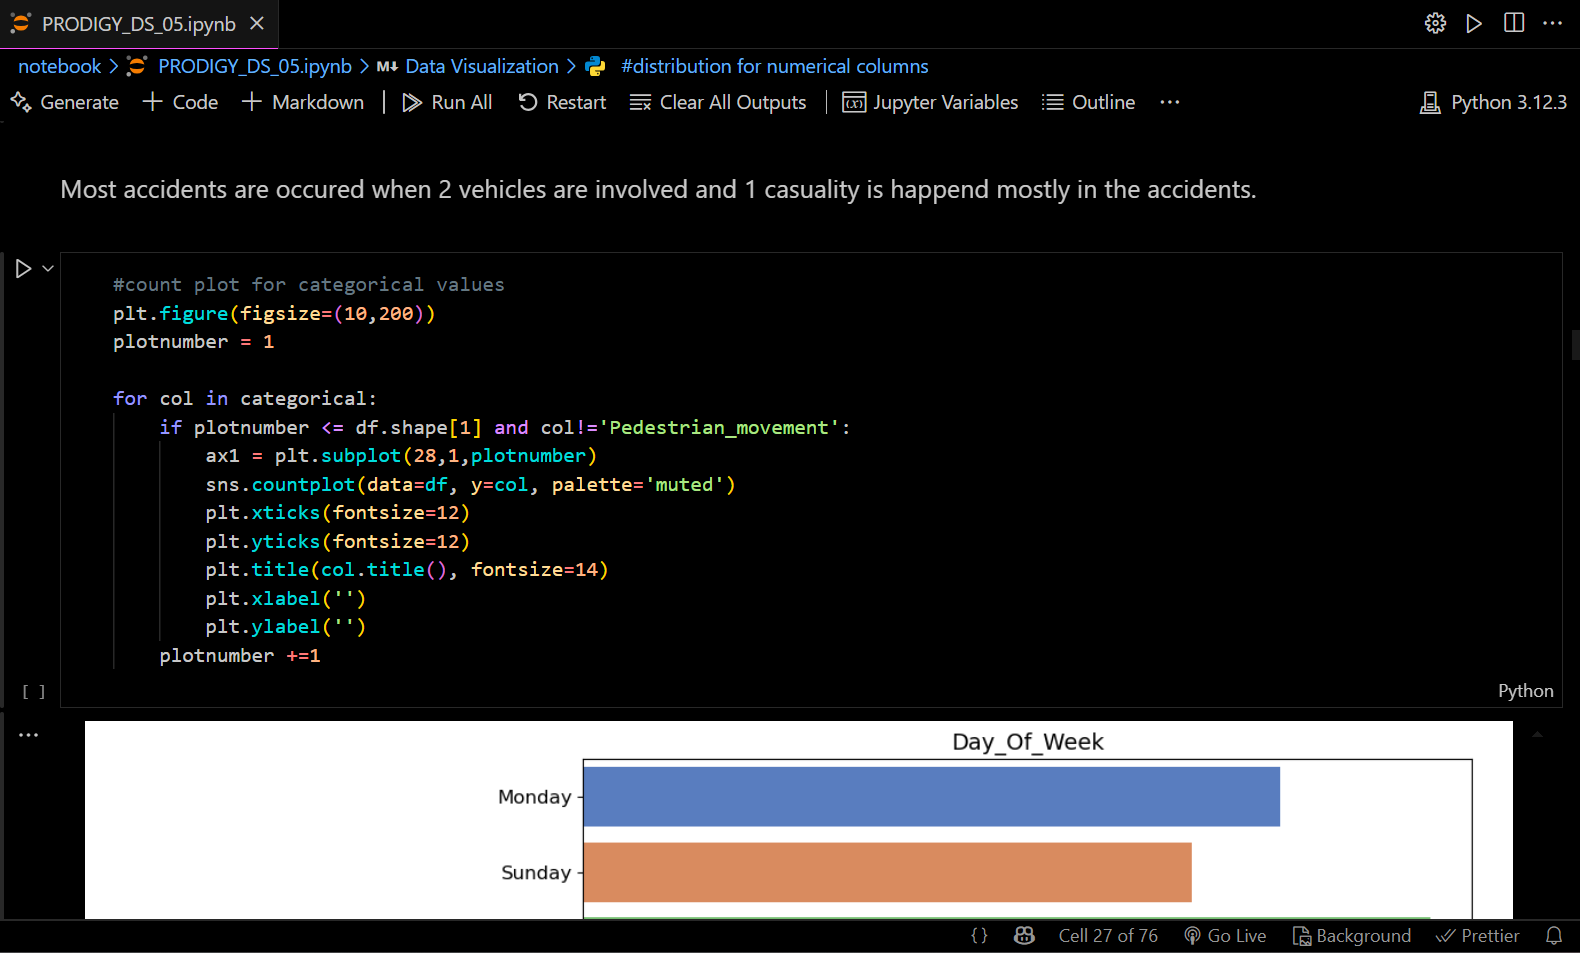 PRODIGY_DS_05.ipynb
notebook > PRODIGY_DS_05.ipynb > M↓ Data Visualization > #distribution for numerical columns
Generate + Code + Markdown | Run All Restart Clear All Outputs | Jupyter Variables Outline ··· Python 3.12.3
Most accidents are occured when 2 vehicles are involved and 1 casuality is happend mostly in the accidents.
#count plot for categorical values
plt.figure(figsize=(10,200))
plotnumber = 1
for col in categorical:
    if plotnumber <= df.shape[1] and col!='Pedestrian_movement':
        ax1 = plt.subplot(28,1,plotnumber)
        sns.countplot(data=df, y=col, palette='muted')
        plt.xticks(fontsize=12)
        plt.yticks(fontsize=12)
        plt.title(col.title(), fontsize=14)
        plt.xlabel('')
        plt.ylabel('')
    plotnumber +=1
[ ] Python
Day_Of_Week
Monday
Sunday
{} Cell 27 of 76 Go Live Background Prettier